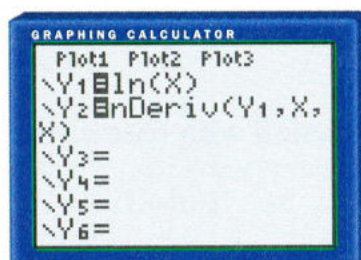 GRAPHING CALCULATOR
Plot1 Plot2 Plot3
\Y₁=ln(X)
\Y₂=nDeriv(Y₁,X,
X)
\Y₃=
\Y₄=
\Y₅=
\Y₆=